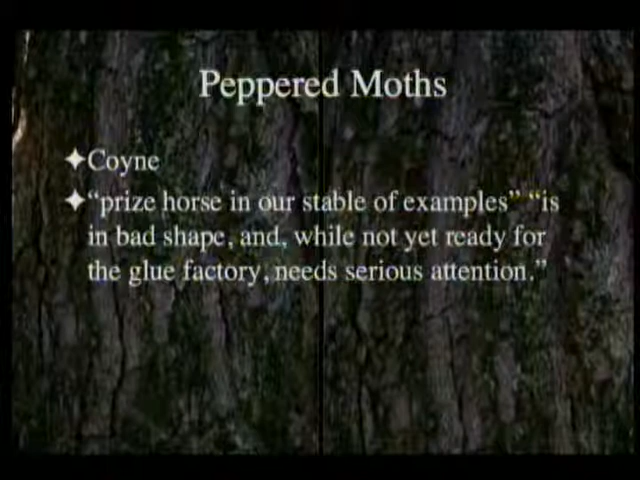 Peppered Moths
✦Coyne
✦“prize horse in our stable of examples” “is
in bad shape, and, while not yet ready for
the glue factory, needs serious attention.”